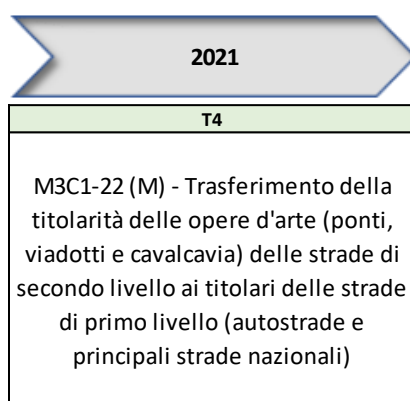 2021
T4
M3C1-22 (M) - Trasferimento della
titolarità delle opere d'arte (ponti,
viadotti e cavalcavia) delle strade di
secondo livello ai titolari delle strade
di primo livello (autostrade e
principali strade nazionali)